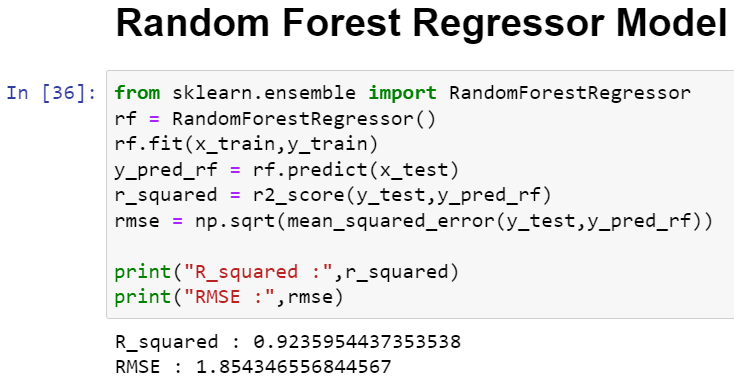 Random Forest Regressor Model
In [36]:
from sklearn.ensemble import RandomForestRegressor
rf = RandomForestRegressor()
rf.fit(x_train,y_train)
y_pred_rf = rf.predict(x_test)
r_squared = r2_score(y_test,y_pred_rf)
rmse = np.sqrt(mean_squared_error(y_test,y_pred_rf))
print("R_squared :",r_squared)
print("RMSE :",rmse)
R_squared : 0.9235954437353538
RMSE : 1.854346556844567